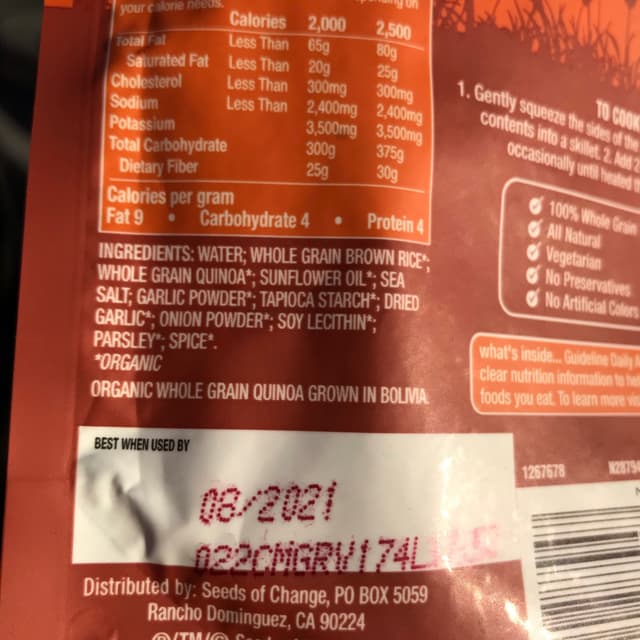 your calorie needs.
Calories 2,000 2,500
Total Fat Less Than 65g 80g
Saturated Fat Less Than 20g 25g
Cholesterol Less Than 300mg 300mg
Sodium Less Than 2,400mg 2,400mg
Potassium 3,500mg 3,500mg
Total Carbohydrate 300g 375g
Dietary Fiber 25g 30g
Calories per gram
Fat 9 • Carbohydrate 4 • Protein 4
INGREDIENTS: WATER; WHOLE GRAIN BROWN RICE*;
WHOLE GRAIN QUINOA*; SUNFLOWER OIL*; SEA
SALT; GARLIC POWDER*; TAPIOCA STARCH*; DRIED
GARLIC*; ONION POWDER*; SOY LECITHIN*;
PARSLEY*; SPICE*.
*ORGANIC
ORGANIC WHOLE GRAIN QUINOA GROWN IN BOLIVIA.
BEST WHEN USED BY
08/2021
Distributed by: Seeds of Change, PO BOX 5059
Rancho Dominguez, CA 90224
TO COOK
1. Gently squeeze the sides of the
contents into a skillet. 2. Add
occasionally until heated
100% Whole Grain
All Natural
Vegetarian
No Preservatives
No Artificial Colors
what's inside... Guideline Daily
clear nutrition information to
foods you eat. To learn more
1267678 N2875